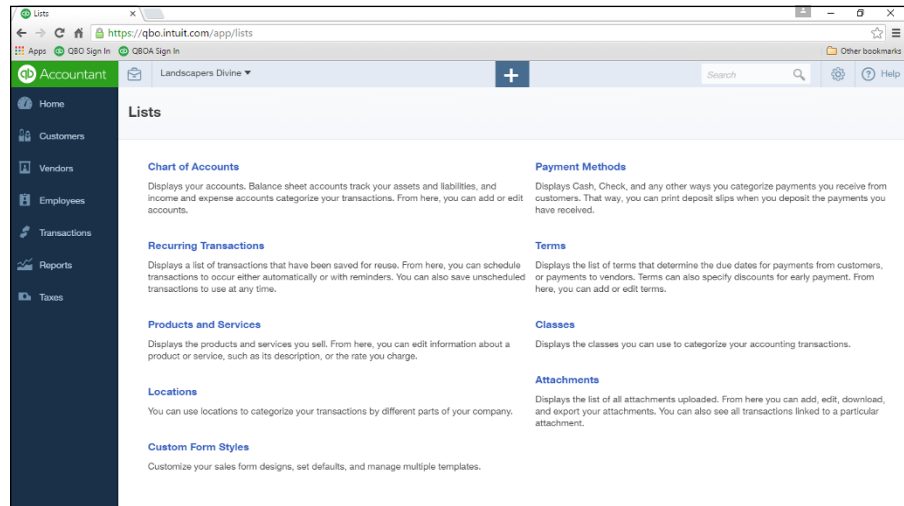 Lists
https://qbo.intuit.com/app/lists
Apps QBO Sign In QBOA Sign In Other bookmarks
qb Accountant Landscapers Divine Search Help
Home
Customers
Vendors
Employees
Transactions
Reports
Taxes
Lists
Chart of Accounts
Displays your accounts. Balance sheet accounts track your assets and liabilities, and
income and expense accounts categorize your transactions. From here, you can add or edit
accounts.
Recurring Transactions
Displays a list of transactions that have been saved for reuse. From here, you can schedule
transactions to occur either automatically or with reminders. You can also save unscheduled
transactions to use at any time.
Products and Services
Displays the products and services you sell. From here, you can edit information about a
product or service, such as its description, or the rate you charge.
Locations
You can use locations to categorize your transactions by different parts of your company.
Custom Form Styles
Customize your sales form designs, set defaults, and manage multiple templates.
Payment Methods
Displays Cash, Check, and any other ways you categorize payments you receive from
customers. That way, you can print deposit slips when you deposit the payments you
have received.
Terms
Displays the list of terms that determine the due dates for payments from customers,
or payments to vendors. Terms can also specify discounts for early payment. From
here, you can add or edit terms.
Classes
Displays the classes you can use to categorize your accounting transactions.
Attachments
Displays the list of all attachments uploaded. From here you can add, edit, download,
and export your attachments. You can also see all transactions linked to a particular
attachment.